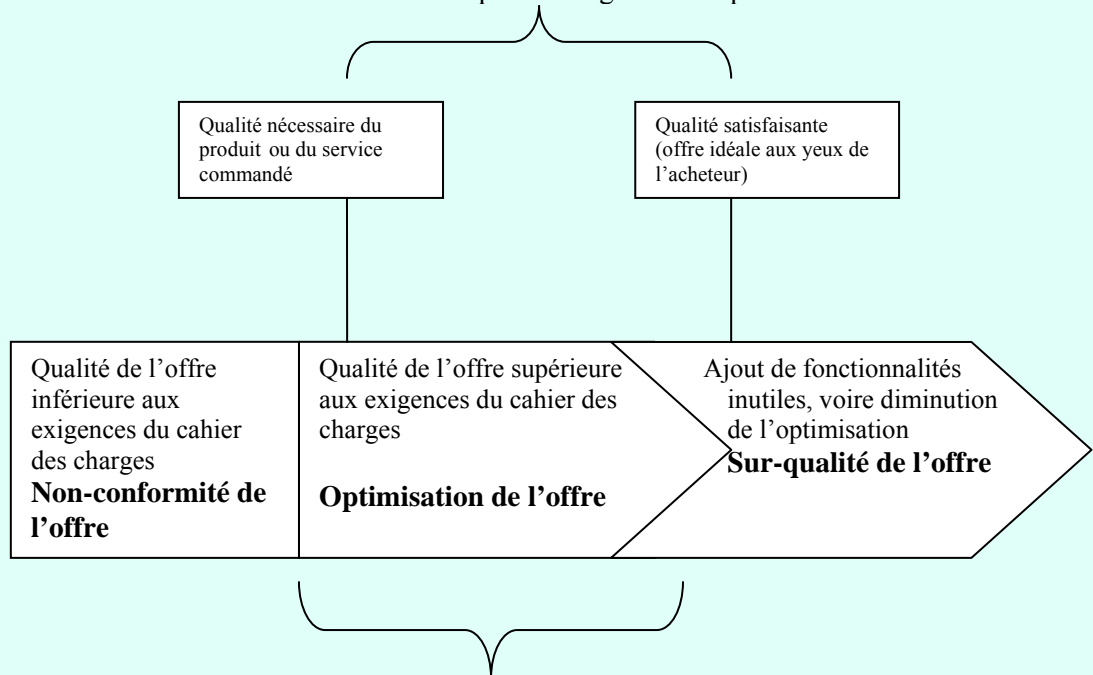 Qualité nécessaire du
produit ou du service
commandé
Qualité satisfaisante
(offre idéale aux yeux de
l’acheteur)
Qualité de l’offre
inférieure aux
exigences du cahier
des charges
Non-conformité de
l’offre
Qualité de l’offre supérieure
aux exigences du cahier des
charges
Optimisation de l’offre
Ajout de fonctionnalités
inutiles, voire diminution
de l’optimisation
Sur-qualité de l’offre